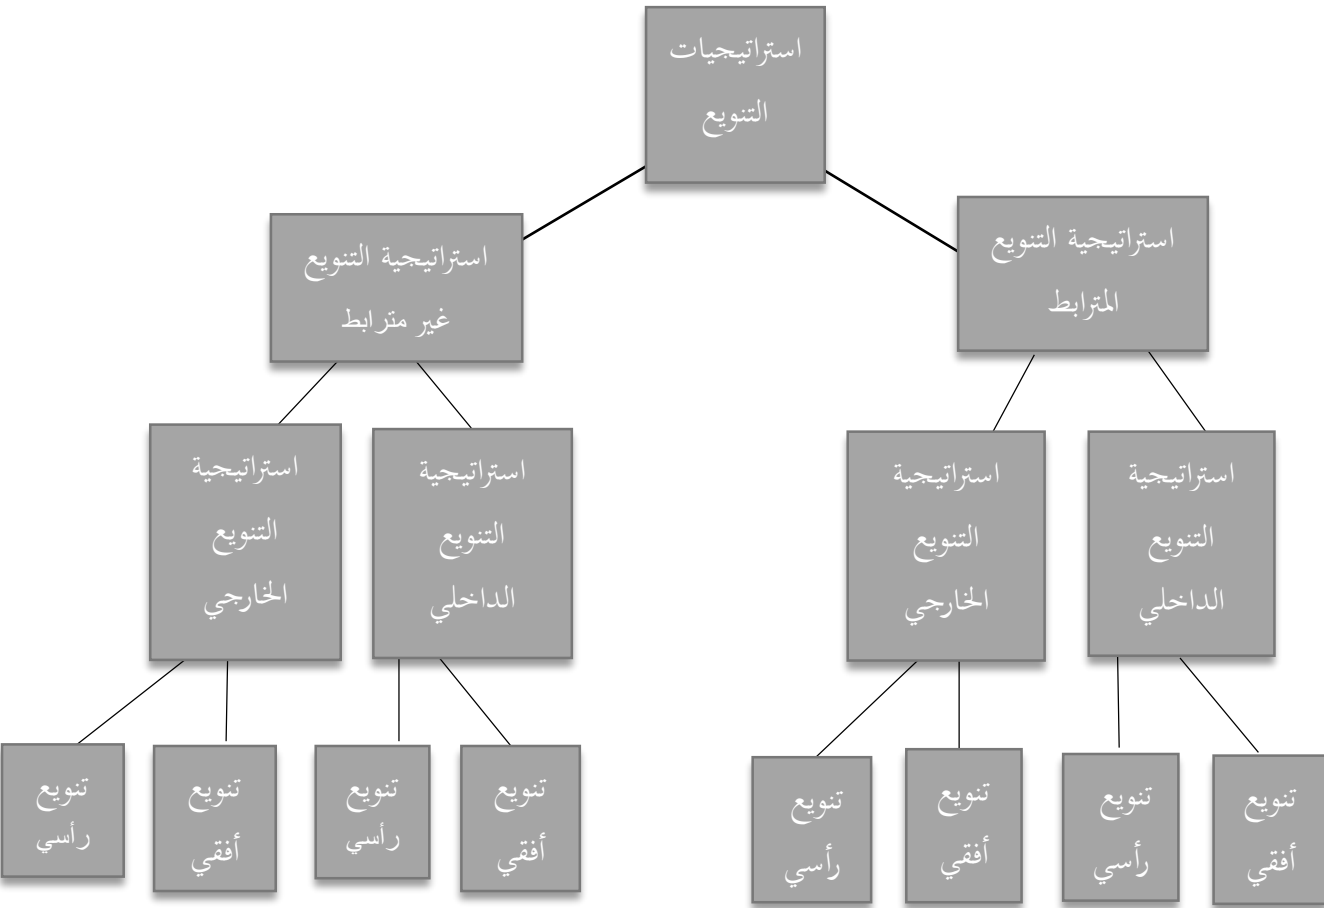 استراتيجيات
التنويع
استراتيجية التنويع
المترابط
استراتيجية التنويع
غير مترابط
استراتيجية
التنويع
الداخلي
استراتيجية
التنويع
الخارجي
استراتيجية
التنويع
الداخلي
استراتيجية
التنويع
الخارجي
تنويع
أفقي
تنويع
رأسي
تنويع
أفقي
تنويع
رأسي
تنويع
أفقي
تنويع
رأسي
تنويع
أفقي
تنويع
رأسي